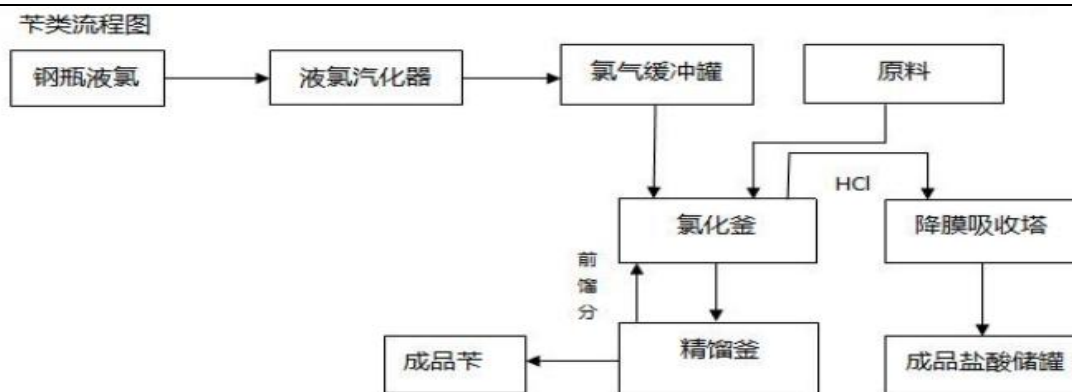 苄类流程图
钢瓶液氯
液氯汽化器
氯气缓冲罐
原料
HCl
氯化釜
降膜吸收塔
前
馏
分
成品苄
精馏釜
成品盐酸储罐